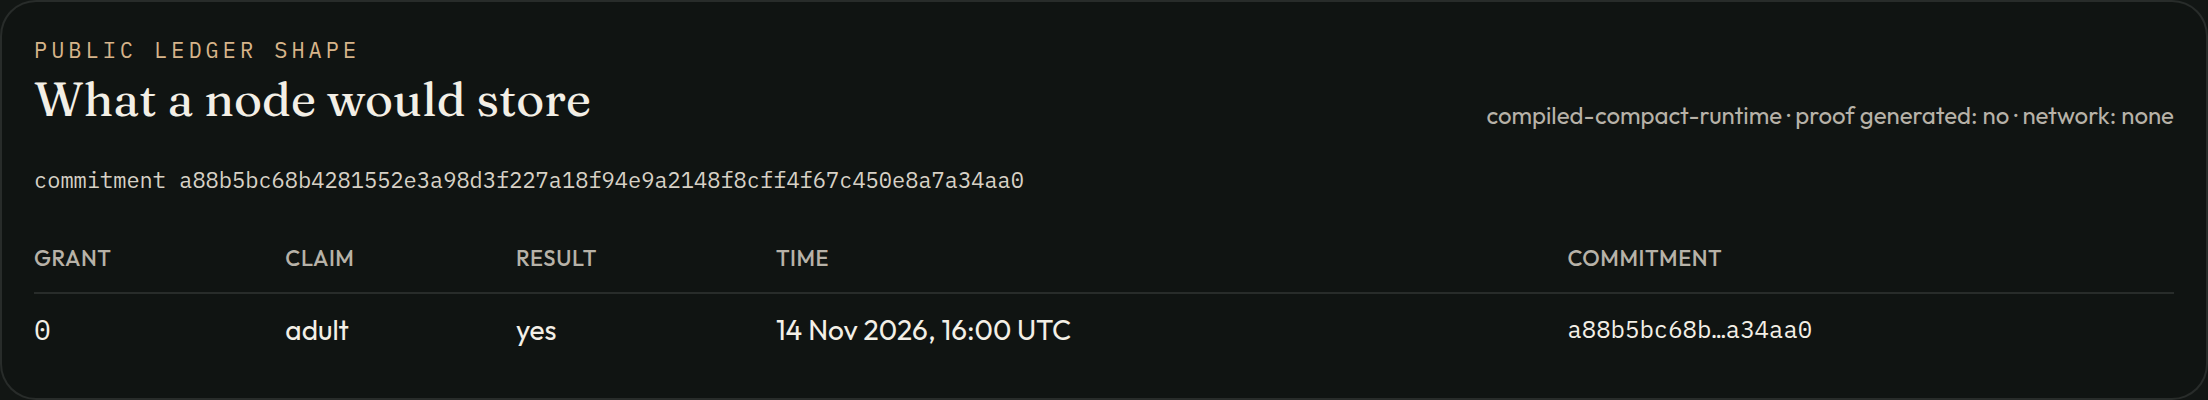 PUBLIC LEDGER SHAPE
What a node would store
compiled-compact-runtime · proof generated: no · network: none
commitment a88b5bc68b4281552e3a98d3f227a18f94e9a2148f8cff4f67c450e8a7a34aa0
GRANT CLAIM RESULT TIME COMMITMENT
0 adult yes 14 Nov 2026, 16:00 UTC a88b5bc68b…a34aa0